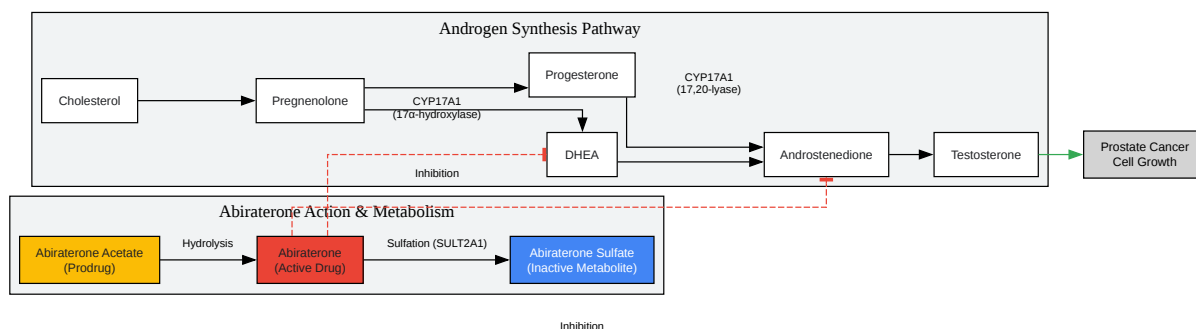 Androgen Synthesis Pathway
Cholesterol
Pregnenolone
Progesterone
CYP17A1
(17α-hydroxylase)
CYP17A1
(17,20-lyase)
DHEA
Androstenedione
Testosterone
Prostate Cancer
Cell Growth
Inhibition
Abiraterone Action & Metabolism
Abiraterone Acetate
(Prodrug)
Hydrolysis
Abiraterone
(Active Drug)
Sulfation (SULT2A1)
Abiraterone Sulfate
(Inactive Metabolite)
Inhibition